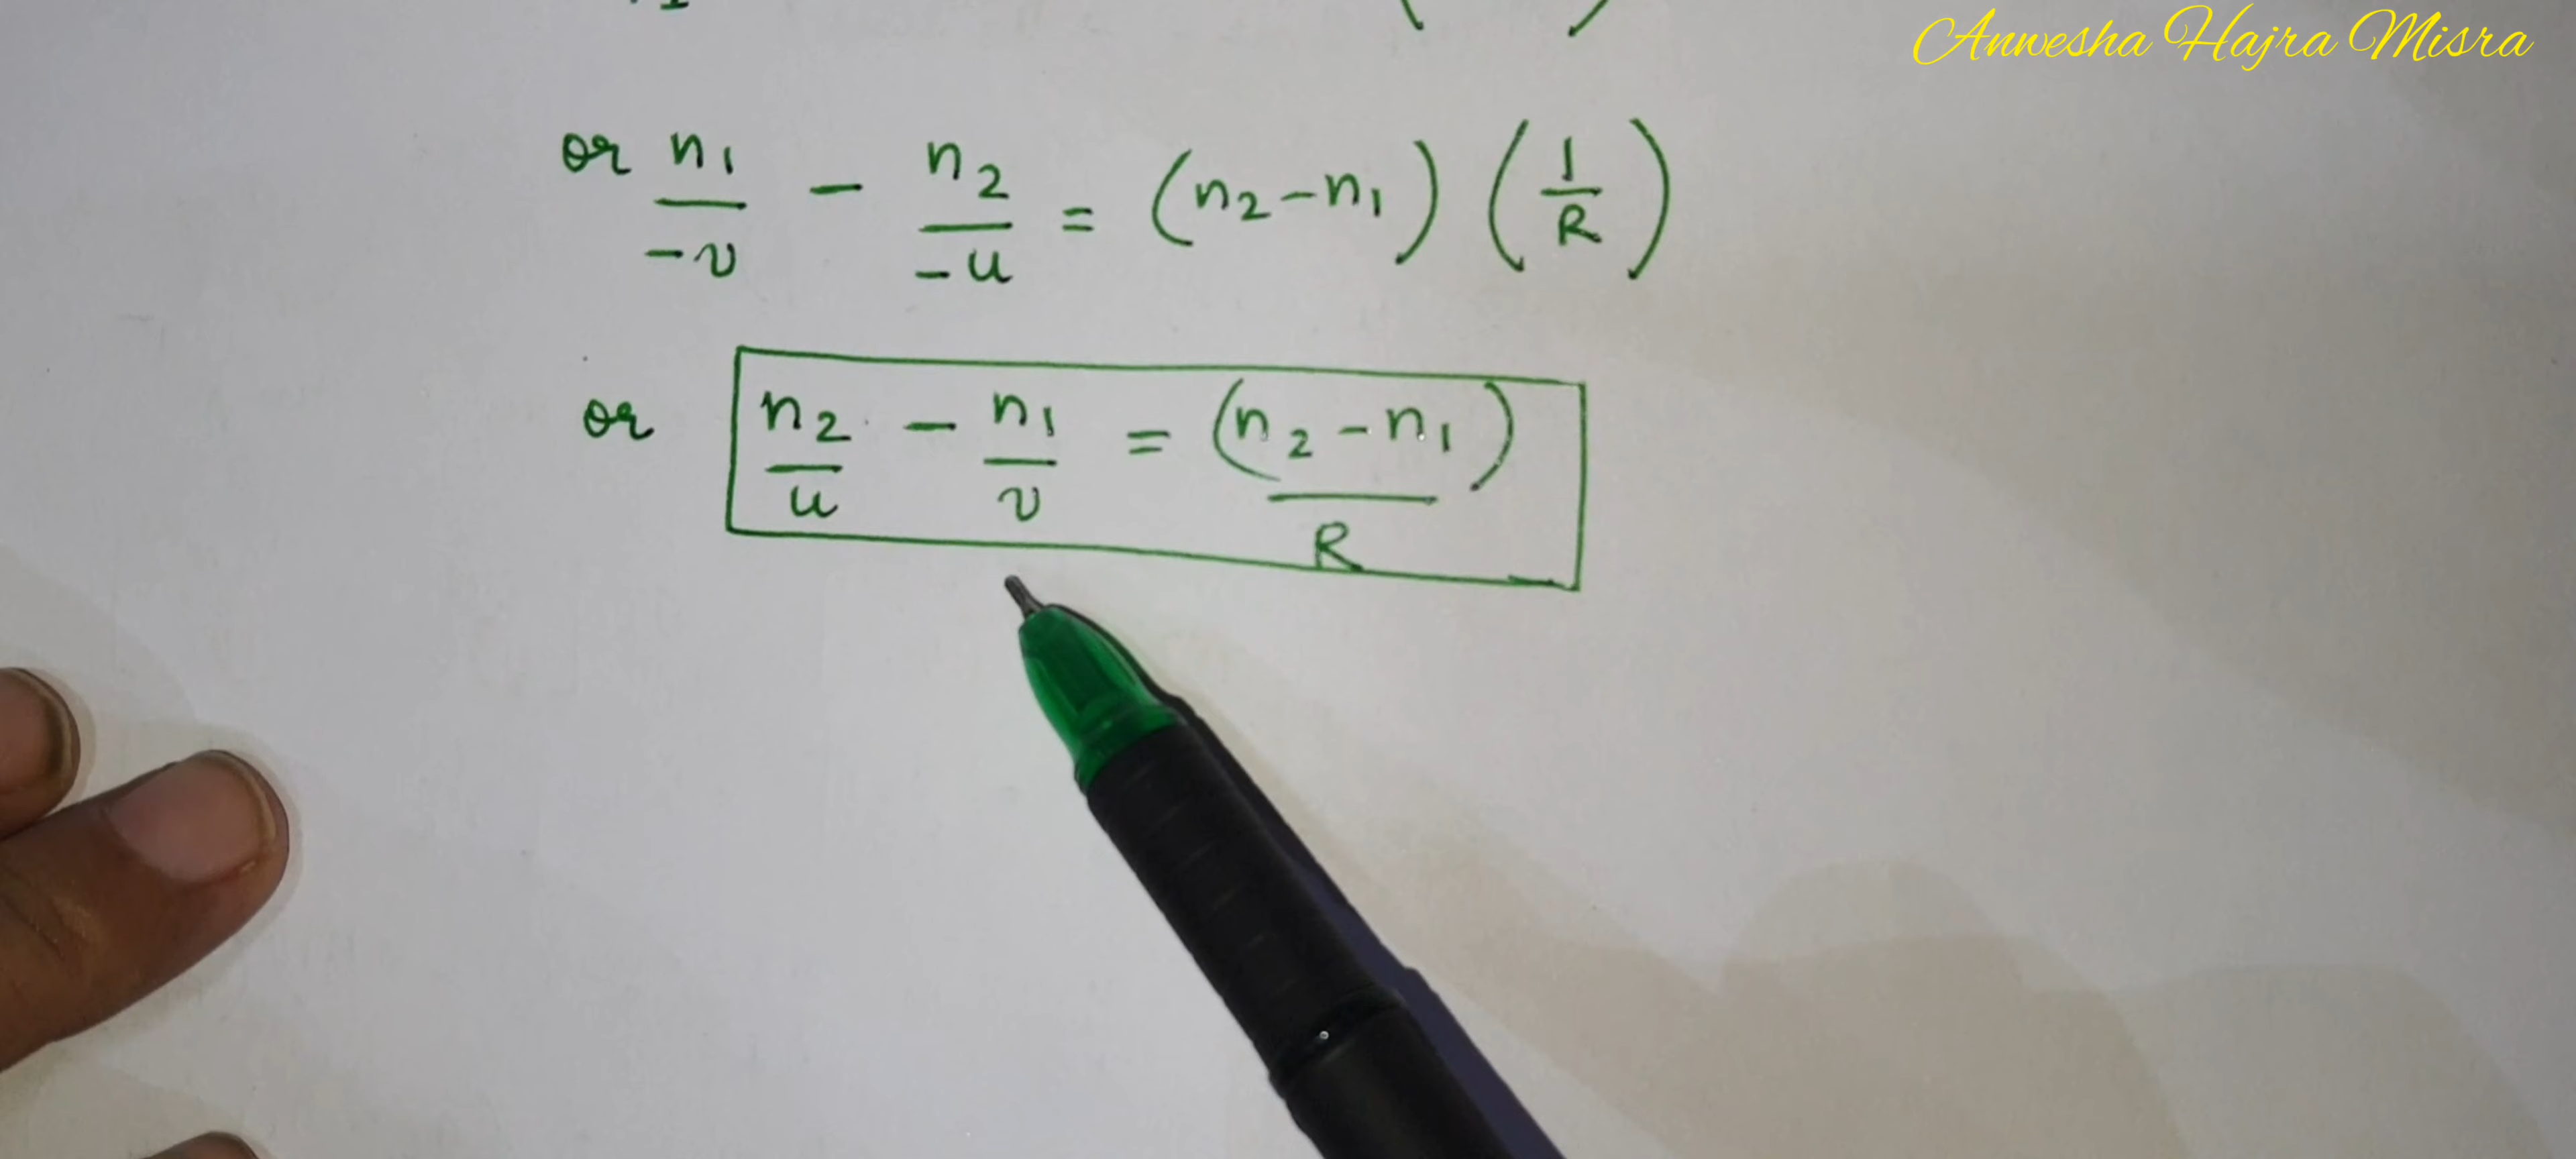 Anwesha Hajra Misra
or n₁/-v - n₂/-u = (n₂-n₁) (1/R)
or n₂/u - n₁/v = (n₂-n₁)/R